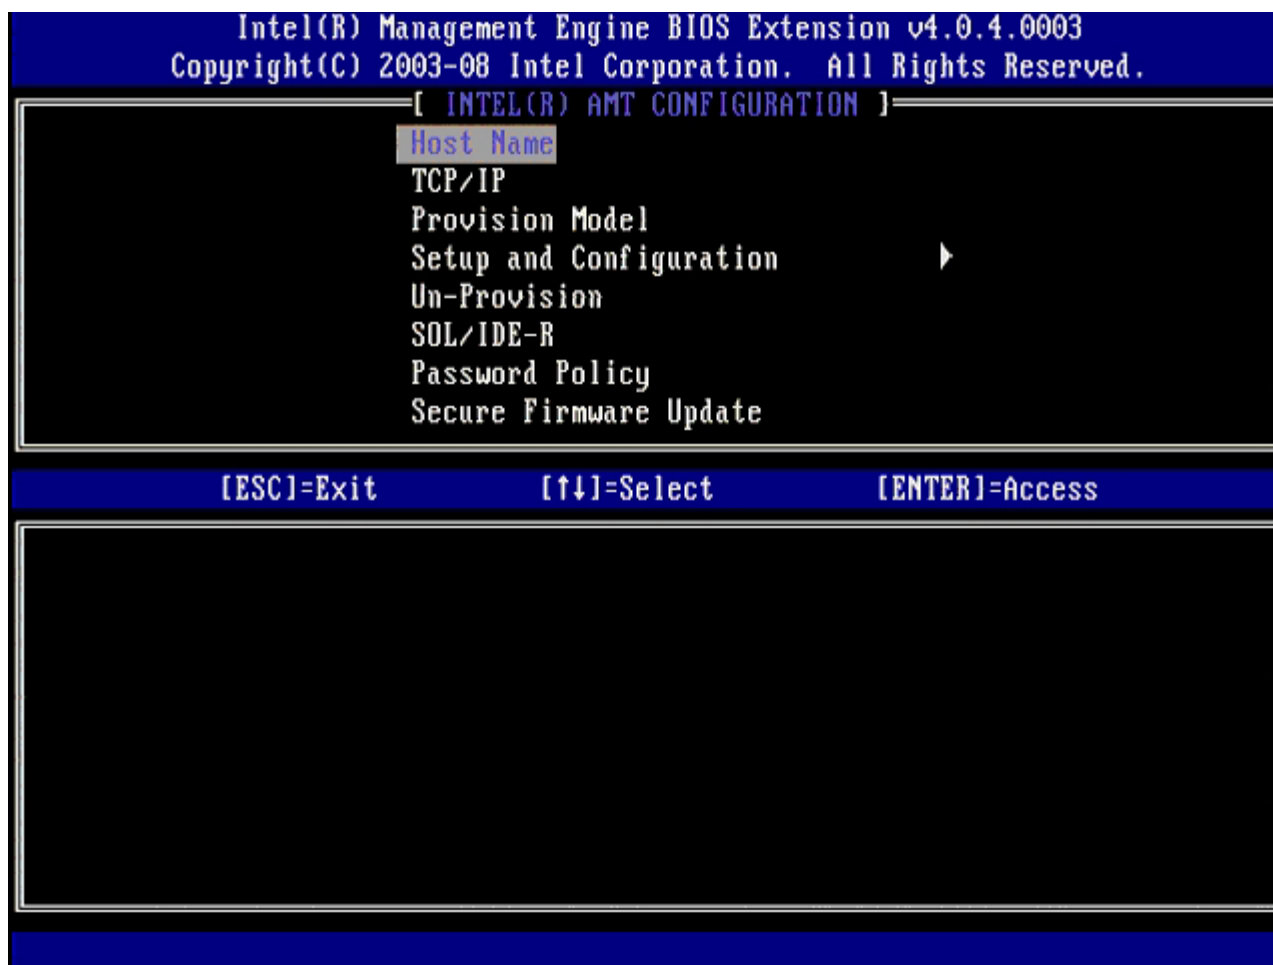 Intel(R) Management Engine BIOS Extension v4.0.4.0003
Copyright(C) 2003-08 Intel Corporation. All Rights Reserved.
[ INTEL(R) AMT CONFIGURATION ]
Host Name
TCP/IP
Provision Model
Setup and Configuration ►
Un-Provision
SOL/IDE-R
Password Policy
Secure Firmware Update
[ESC]=Exit [↑↓]=Select [ENTER]=Access